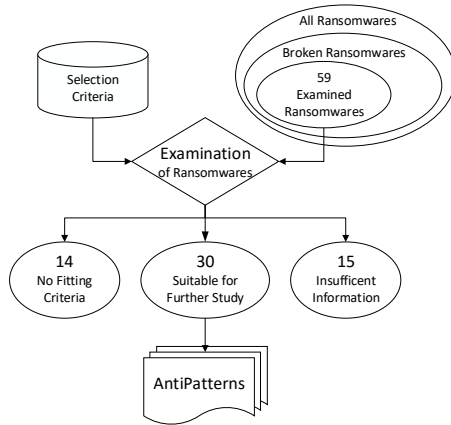 All Ransomwares
Broken Ransomwares
59
Examined
Ransomwares
Selection
Criteria
Examination
of Ransomwares
14
No Fitting
Criteria
30
Suitable for
Further Study
15
Insufficent
Information
AntiPatterns